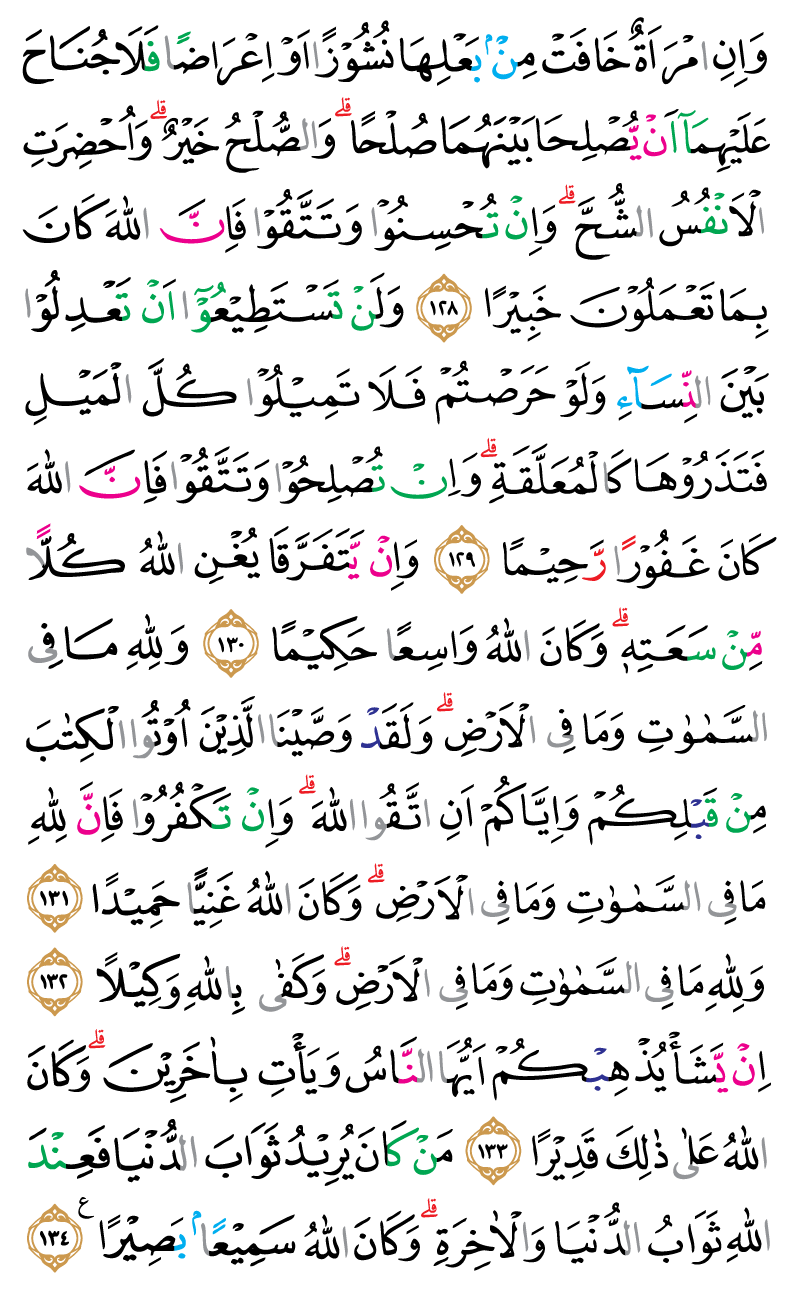 وَاِنِ امْرَاَةٌ خَافَتْ مِنْۢ بَعْلِهَا نُشُوْزًا اَوْ اِعْرَاضًا فَلَا جُنَاحَ
عَلَيْهِمَآ اَنْ يُّصْلِحَا بَيْنَهُمَا صُلْحًا ۗ وَالصُّلْحُ خَيْرٌ ۗ وَاُحْضِرَتِ
الْاَنْفُسُ الشُّحَّ ۗ وَاِنْ تُحْسِنُوْا وَتَتَّقُوْا فَاِنَّ اللّٰهَ كَانَ
بِمَا تَعْمَلُوْنَ خَبِيْرًا ١٢٨ وَلَنْ تَسْتَطِيْعُوْٓا اَنْ تَعْدِلُوْا
بَيْنَ النِّسَاۤءِ وَلَوْ حَرَصْتُمْ فَلَا تَمِيْلُوْا كُلَّ الْمَيْلِ
فَتَذَرُوْهَا كَالْمُعَلَّقَةِ ۗ وَاِنْ تُصْلِحُوْا وَتَتَّقُوْا فَاِنَّ اللّٰهَ
كَانَ غَفُوْرًا رَّحِيْمًا ١٢٩ وَاِنْ يَّتَفَرَّقَا يُغْنِ اللّٰهُ كُلًّا
مِّنْ سَعَتِهٖ ۗ وَكَانَ اللّٰهُ وَاسِعًا حَكِيْمًا ١٣٠ وَلِلّٰهِ مَا فِى
السَّمٰوٰتِ وَمَا فِى الْاَرْضِ ۗ وَلَقَدْ وَصَّيْنَا الَّذِيْنَ اُوْتُوا الْكِتٰبَ
مِنْ قَبْلِكُمْ وَاِيَّاكُمْ اَنِ اتَّقُوا اللّٰهَ ۗ وَاِنْ تَكْفُرُوْا فَاِنَّ لِلّٰهِ
مَا فِى السَّمٰوٰتِ وَمَا فِى الْاَرْضِ ۗ وَكَانَ اللّٰهُ غَنِيًّا حَمِيْدًا ١٣١
وَلِلّٰهِ مَا فِى السَّمٰوٰتِ وَمَا فِى الْاَرْضِ ۗ وَكَفٰى بِاللّٰهِ وَكِيْلًا ١٣٢
اِنْ يَّشَأْ يُذْهِبْكُمْ اَيُّهَا النَّاسُ وَيَأْتِ بِاٰخَرِيْنَ ۗ وَكَانَ
اللّٰهُ عَلٰى ذٰلِكَ قَدِيْرًا ١٣٣ مَنْ كَانَ يُرِيْدُ ثَوَابَ الدُّنْيَا فَعِنْدَ
اللّٰهِ ثَوَابُ الدُّنْيَا وَالْاٰخِرَةِ ۗ وَكَانَ اللّٰهُ سَمِيْعًاۢ بَصِيْرًا ع ١٣٤